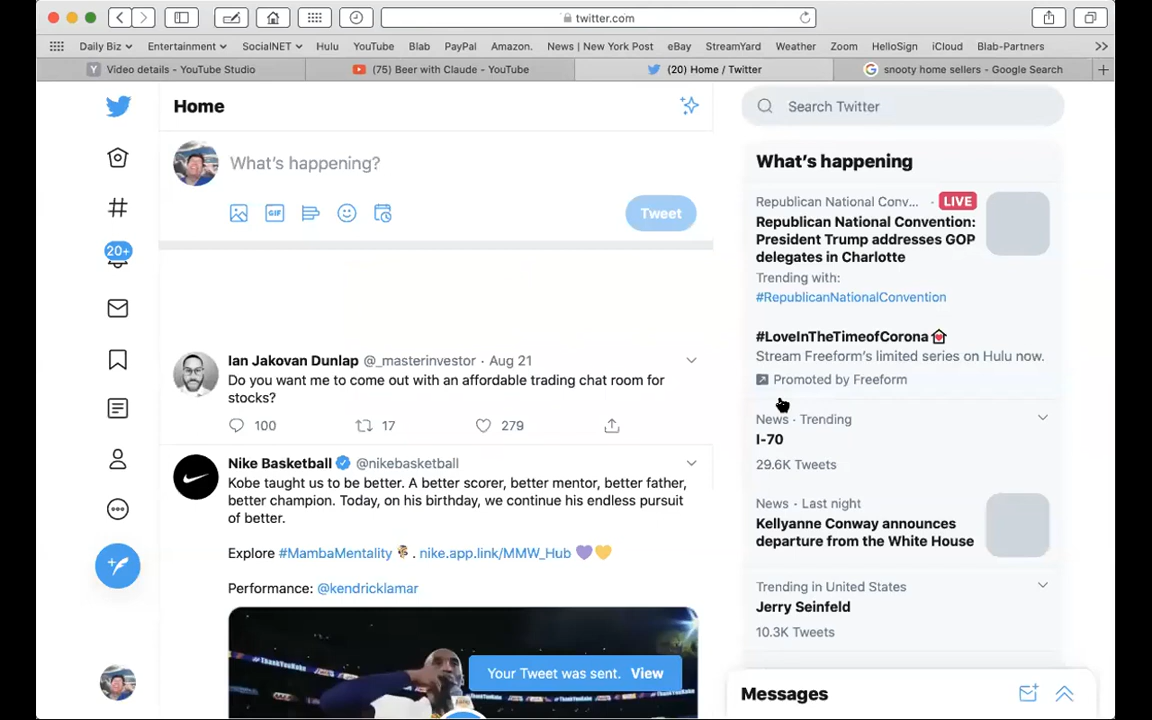 twitter.com
Daily Biz Entertainment SocialNET Hulu YouTube Blab PayPal Amazon. News | New York Post eBay StreamYard Weather Zoom HelloSign iCloud Blab-Partners
Video details - YouTube Studio
(75) Beer with Claude - YouTube
(20) Home / Twitter
snooty home sellers - Google Search
Home
What's happening?
Tweet
20+
Ian Jakovan Dunlap @_masterinvestor · Aug 21
Do you want me to come out with an affordable trading chat room for
stocks?
100 17 279
Nike Basketball @nikebasketball
Kobe taught us to be better. A better scorer, better mentor, better father,
better champion. Today, on his birthday, we continue his endless pursuit
of better.
Explore #MambaMentality . nike.app.link/MMW_Hub
Performance: @kendricklamar
Your Tweet was sent. View
Search Twitter
What's happening
Republican National Conv... · LIVE
Republican National Convention:
President Trump addresses GOP
delegates in Charlotte
Trending with:
#RepublicanNationalConvention
#LoveInTheTimeofCorona
Stream Freeform's limited series on Hulu now.
Promoted by Freeform
News · Trending
I-70
29.6K Tweets
News · Last night
Kellyanne Conway announces
departure from the White House
Trending in United States
Jerry Seinfeld
10.3K Tweets
Messages